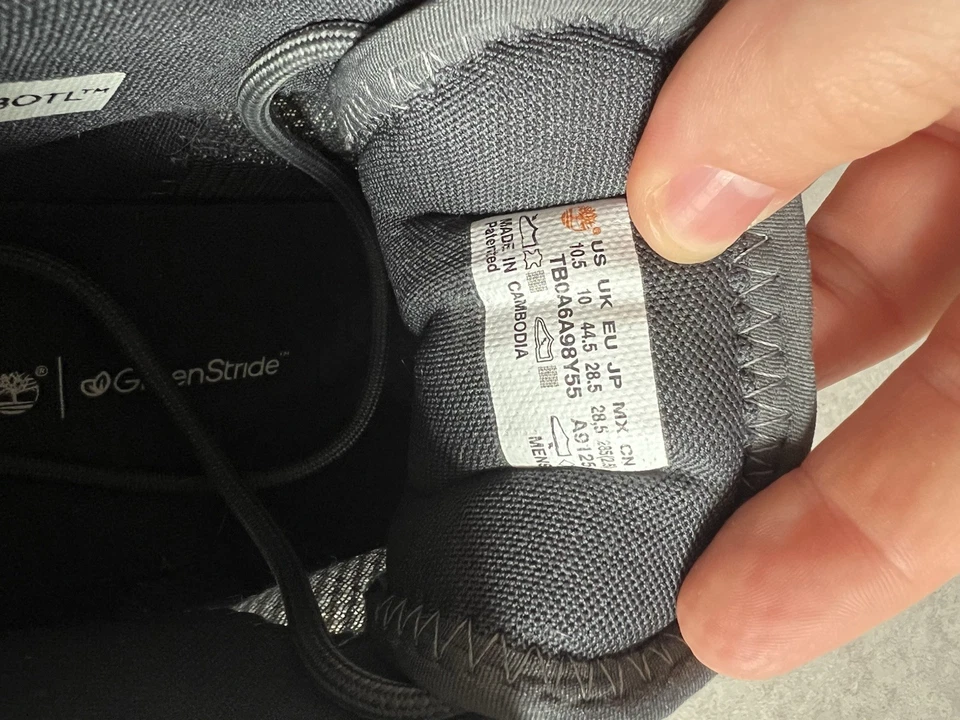 BOTL™
GreenStride™
US UK EU JP MX CN
10.5 10 44.5 28.5 28,5
TB0A6A98Y55 A9125
MADE IN CAMBODIA
Patented